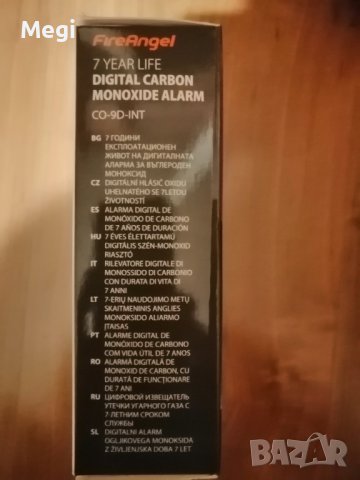 Megi
FireAngel
7 YEAR LIFE
DIGITAL CARBON
MONOXIDE ALARM
CO-9D-INT
BG 7 ГОДИНИ
ЕКСПЛОАТАЦИОНЕН
ЖИВОТ НА ДИГИТАЛНАТА
АЛАРМА ЗА ВЪГЛЕРОДЕН
МОНОКСИД
CZ DIGITÁLNÍ HLÁSIČ OXIDU
UHELNATÉHO SE 7LETOU
ŽIVOTNOSTÍ
ES ALARMA DIGITAL DE
MONÓXIDO DE CARBONO
DE 7 AÑOS DE DURACIÓN
HU 7 ÉVES ÉLETTARTAMÚ
DIGITÁLIS SZÉN-MONOXID
RIASZTÓ
IT RILEVATORE DIGITALE DI
MONOSSIDO DI CARBONIO
CON DURATA DI VITA DI
7 ANNI
LT 7-ERIŲ NAUDOJIMO METŲ
SKAITMENINIS ANGLIES
MONOKSIDO ALIARMO
ĮTAISAS
PT ALARME DIGITAL DE
MONÓXIDO DE CARBONO
COM VIDA ÚTIL DE 7 ANOS
RO ALARMĂ DIGITALĂ DE
MONOXID DE CARBON, CU
DURATĂ DE FUNCŢIONARE
DE 7 ANI
RU ЦИФРОВОЙ ИЗВЕЩАТЕЛЬ
УТЕЧКИ УГАРНОГО ГАЗА С
7-ЛЕТНИМ СРОКОМ
СЛУЖБЫ
SL DIGITALNI ALARM
OGLJIKOVEGA MONOKSIDA
Z ŽIVLJENJSKA DOBA 7 LET
BAZAR